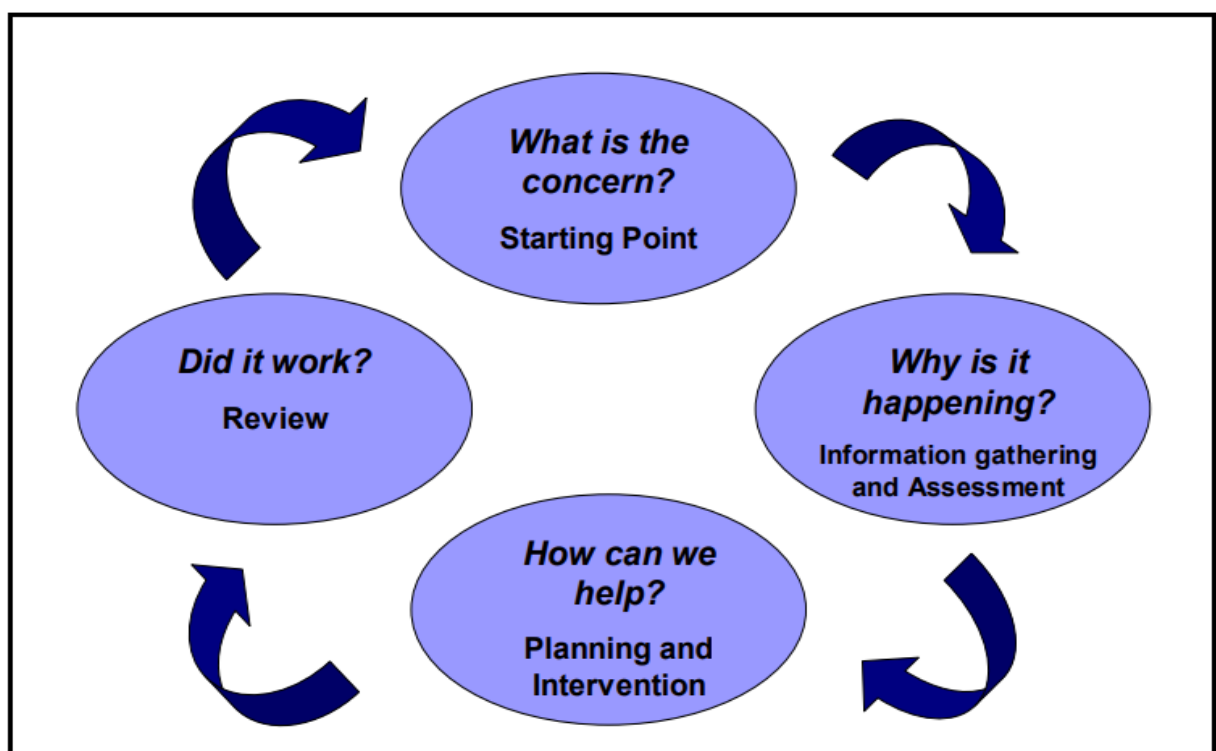 What is the
concern?
Starting Point
Why is it
happening?
Information gathering
and Assessment
How can we
help?
Planning and
Intervention
Did it work?
Review